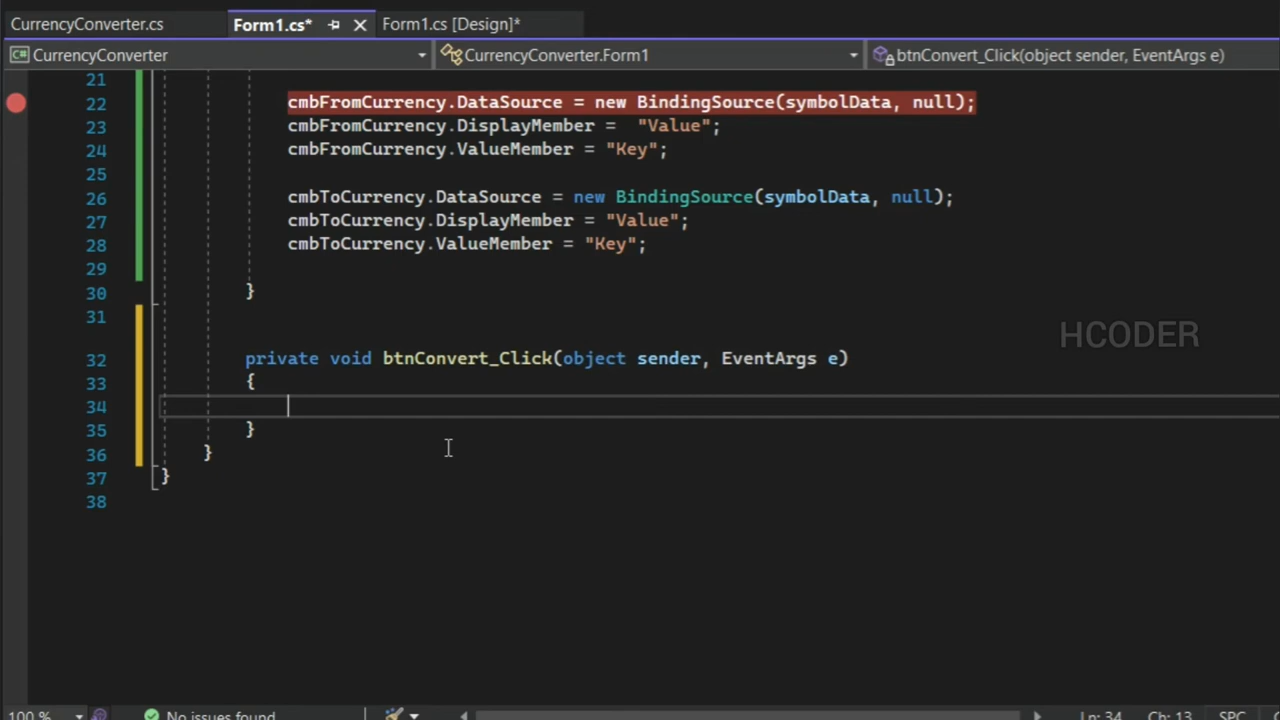 CurrencyConverter.cs Form1.cs* Form1.cs [Design]*
C# CurrencyConverter CurrencyConverter.Form1 btnConvert_Click(object sender, EventArgs e)
21
22 cmbFromCurrency.DataSource = new BindingSource(symbolData, null);
23 cmbFromCurrency.DisplayMember =  "Value";
24 cmbFromCurrency.ValueMember = "Key";
25
26 cmbToCurrency.DataSource = new BindingSource(symbolData, null);
27 cmbToCurrency.DisplayMember = "Value";
28 cmbToCurrency.ValueMember = "Key";
29
30 }
31
HCODER
32 private void btnConvert_Click(object sender, EventArgs e)
33 {
34
35 }
36 }
37 }
38
100 % No issues found Ln: 34 Ch: 13 SPC